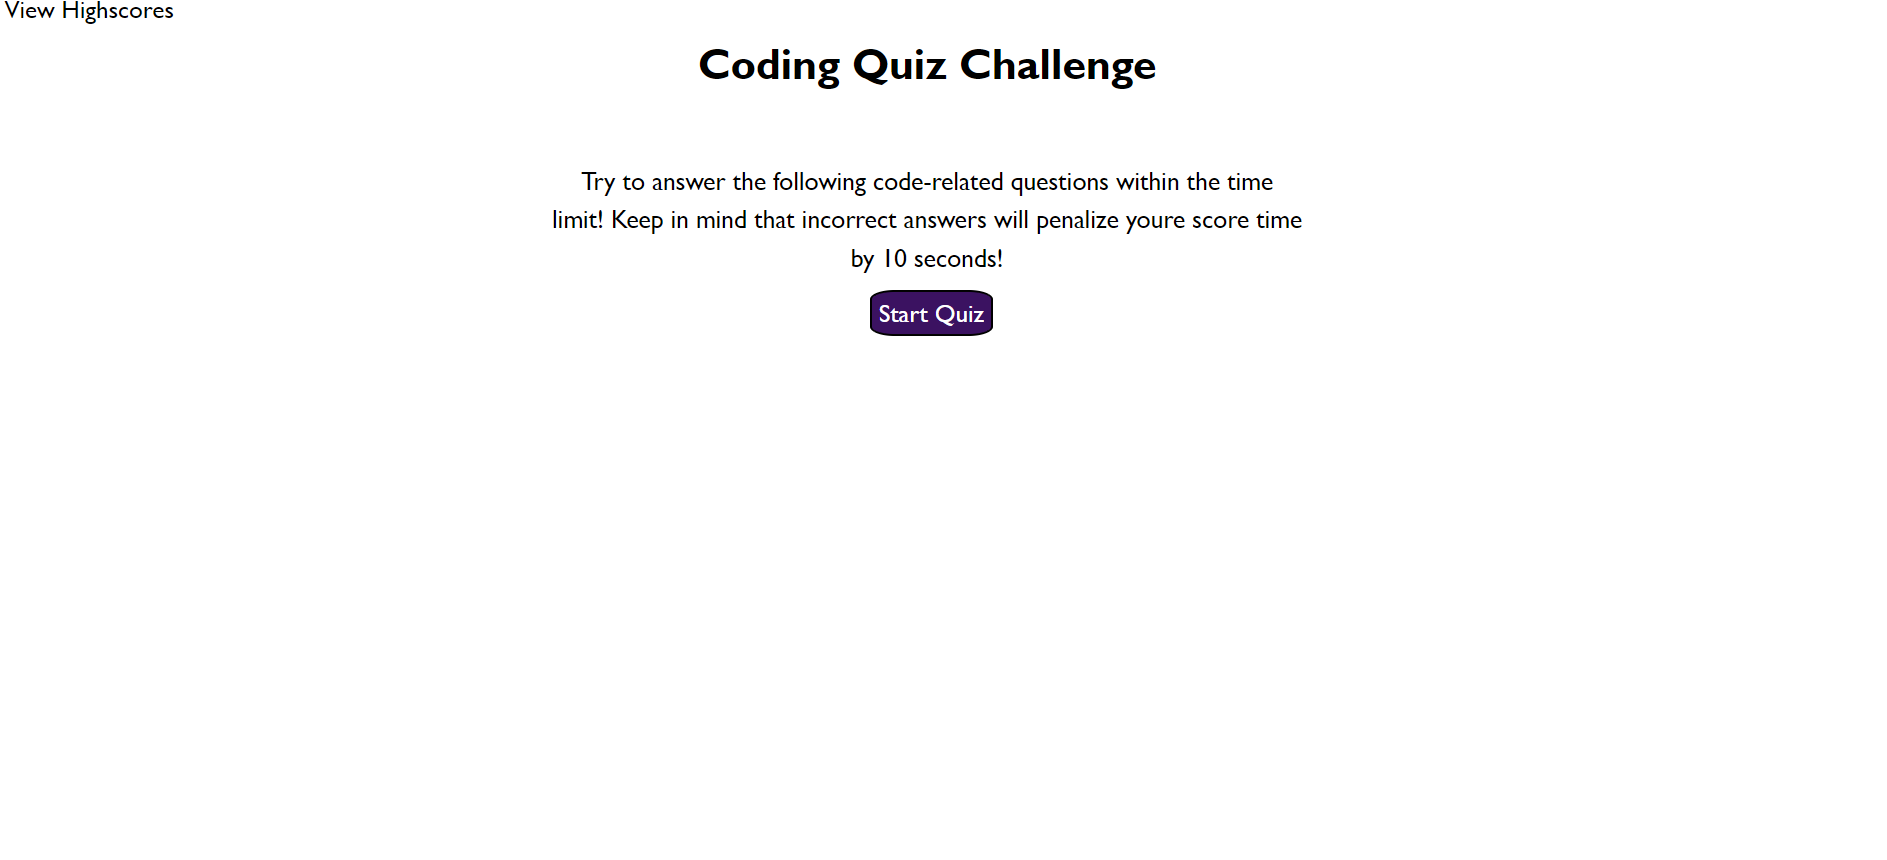 View Highscores
Coding Quiz Challenge
Try to answer the following code-related questions within the time
limit! Keep in mind that incorrect answers will penalize youre score time
by 10 seconds!
Start Quiz